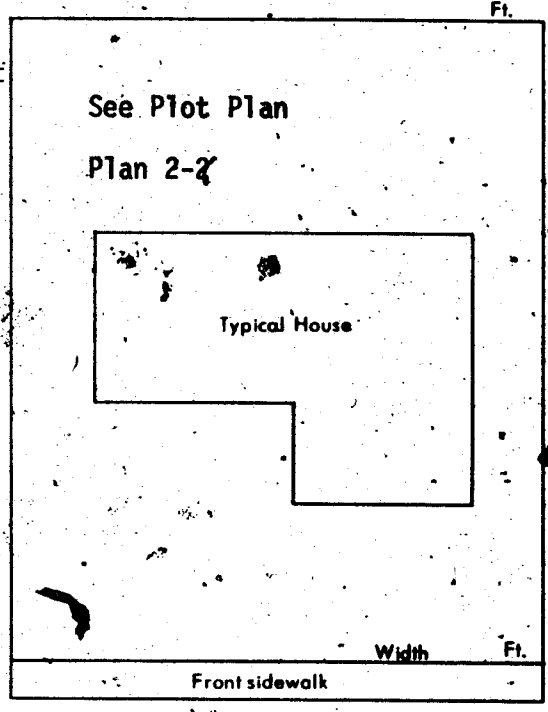 Ft.
See Plot Plan
Plan 2-2
Typical House
Width Ft.
Front sidewalk